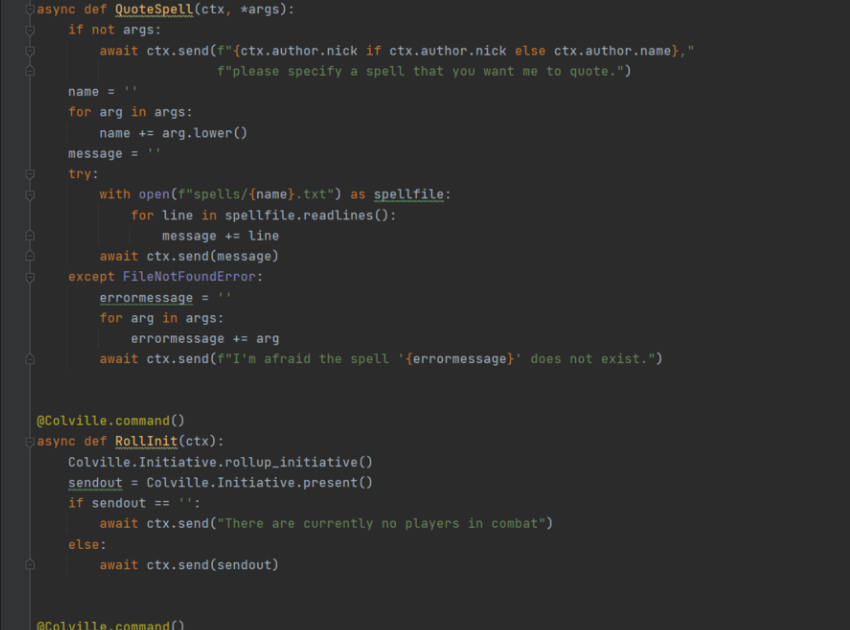 async def QuoteSpell(ctx, *args):
    if not args:
        await ctx.send(f"{ctx.author.nick if ctx.author.nick else ctx.author.name},"
                       f"please specify a spell that you want me to quote.")
    name = ''
    for arg in args:
        name += arg.lower()
    message = ''
    try:
        with open(f"spells/{name}.txt") as spellfile:
            for line in spellfile.readlines():
                message += line
        await ctx.send(message)
    except FileNotFoundError:
        errormessage = ''
        for arg in args:
            errormessage += arg
        await ctx.send(f"I'm afraid the spell '{errormessage}' does not exist.")
@Colville.command()
async def RollInit(ctx):
    Colville.Initiative.rollup_initiative()
    sendout = Colville.Initiative.present()
    if sendout == '':
        await ctx.send("There are currently no players in combat")
    else:
        await ctx.send(sendout)
@Colville.command()